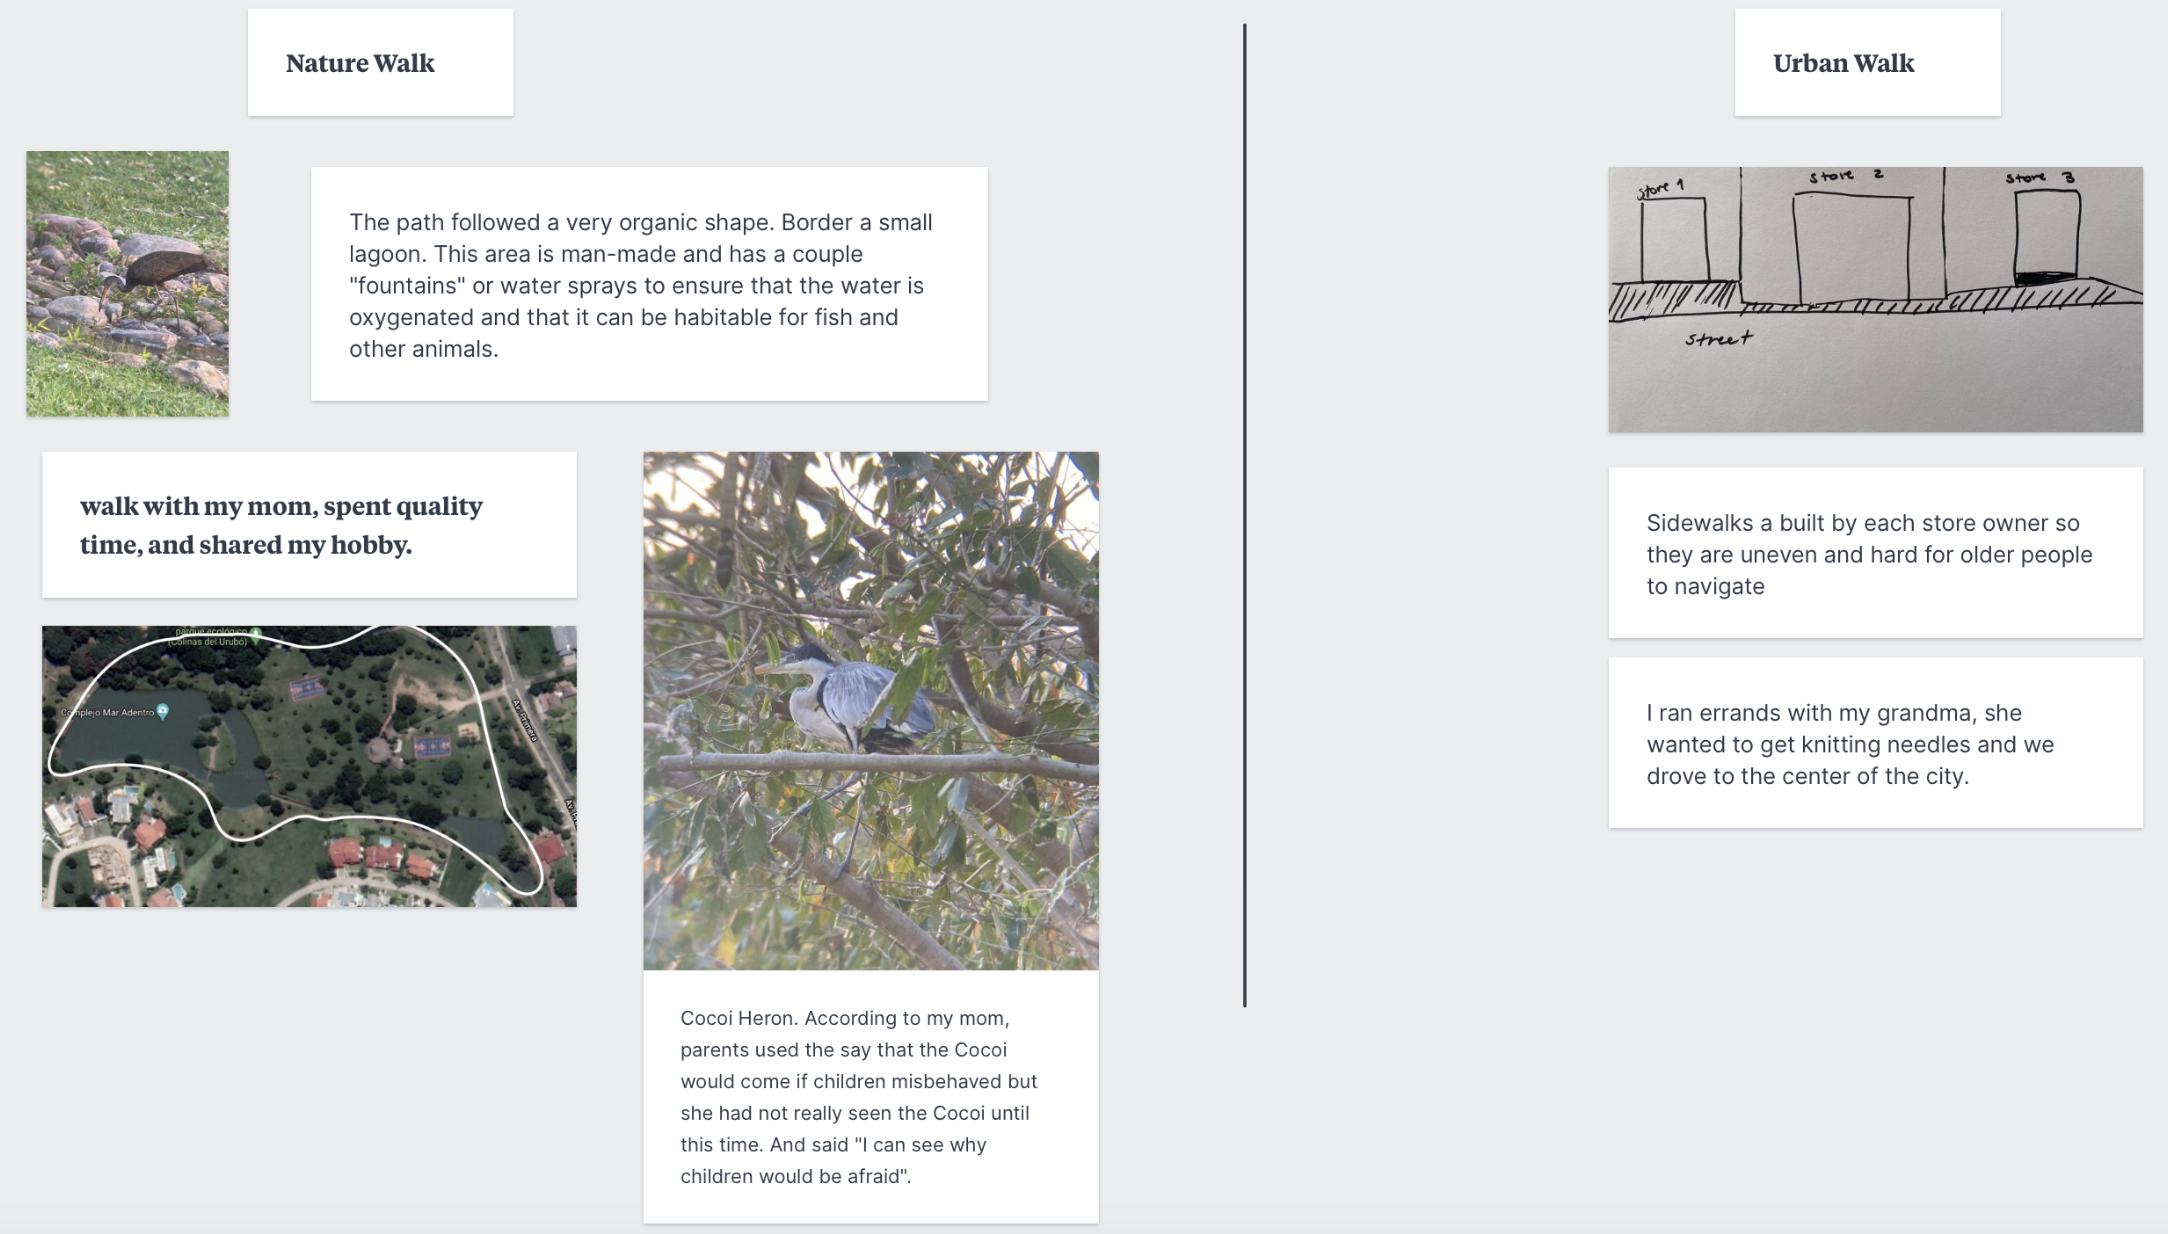 Nature Walk
The path followed a very organic shape. Border a small
lagoon. This area is man-made and has a couple
"fountains" or water sprays to ensure that the water is
oxygenated and that it can be habitable for fish and
other animals.
walk with my mom, spent quality
time, and shared my hobby.
parque ecológico
(Colinas del Urubó)
Complejo Mar Adentro
Av. Primera
Cocoi Heron. According to my mom,
parents used the say that the Cocoi
would come if children misbehaved but
she had not really seen the Cocoi until
this time. And said "I can see why
children would be afraid".
Urban Walk
store 1
store 2
store 3
street
Sidewalks a built by each store owner so
they are uneven and hard for older people
to navigate
I ran errands with my grandma, she
wanted to get knitting needles and we
drove to the center of the city.